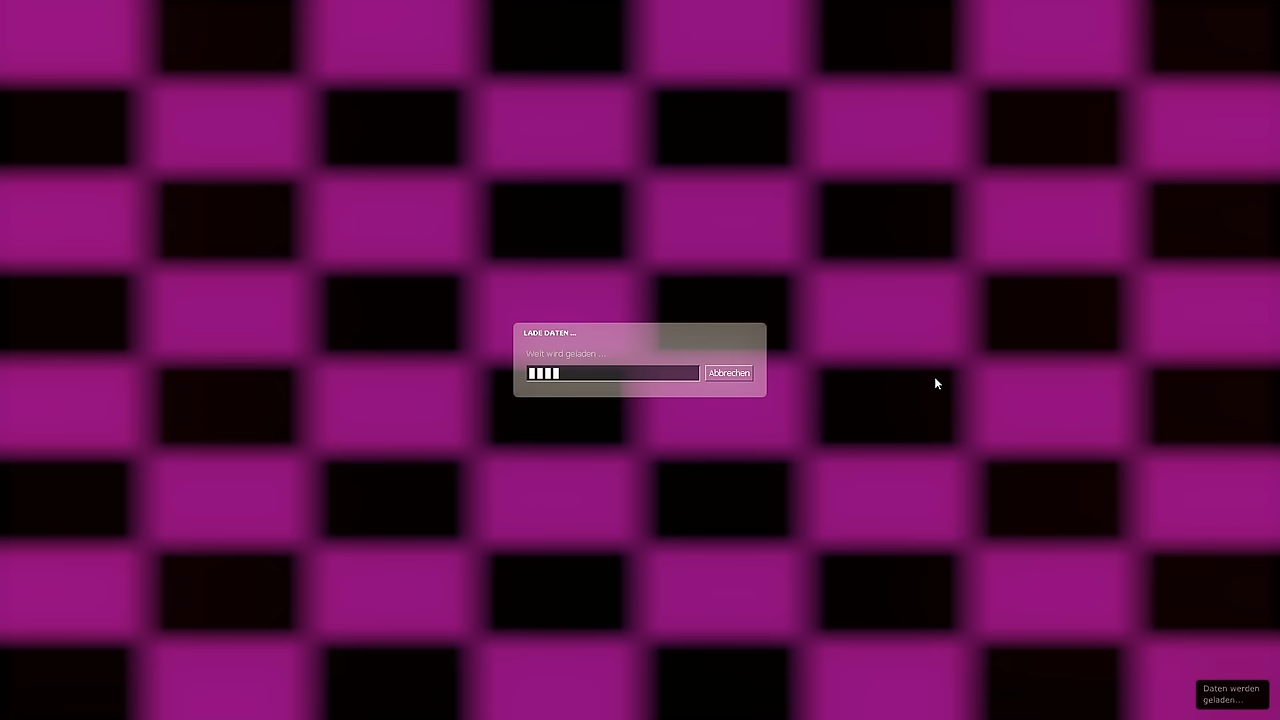 LADE DATEN ...
Welt wird geladen ...
Abbrechen
Daten werden
geladen...